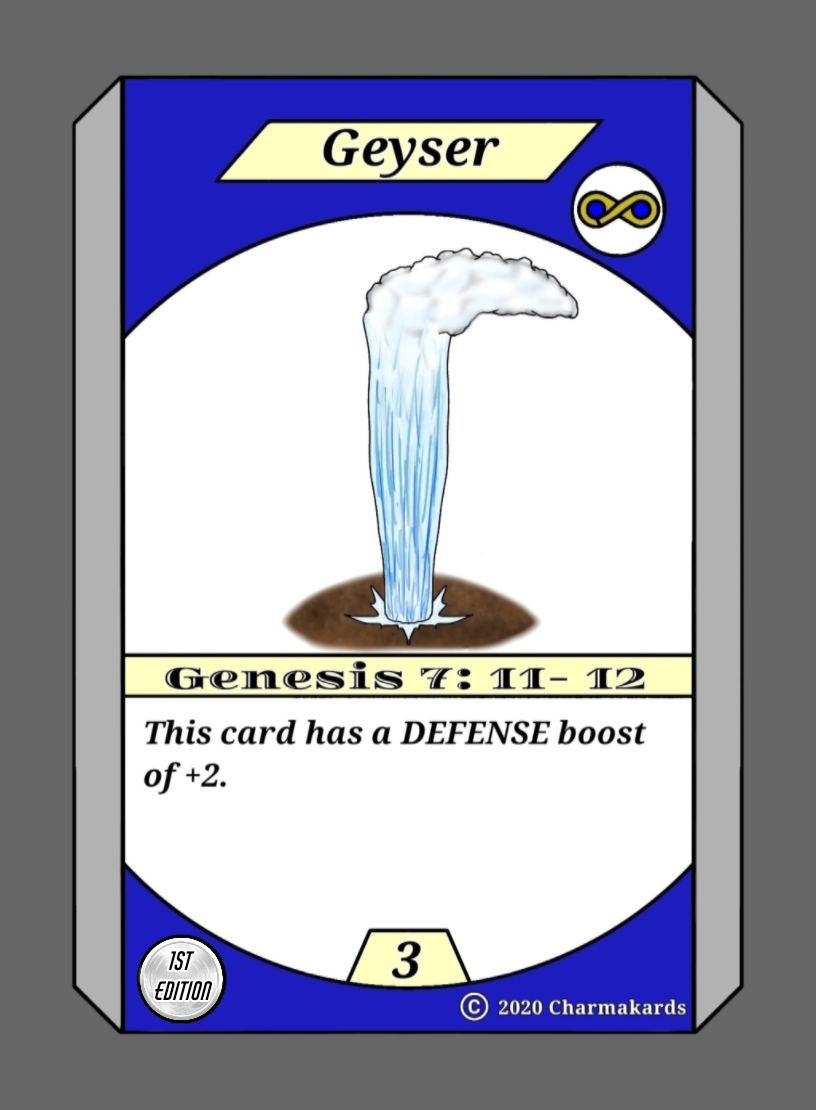 Geyser
Genesis 7: 11- 12
This card has a DEFENSE boost
of +2.
3
1ST
EDITION
© 2020 Charmakards